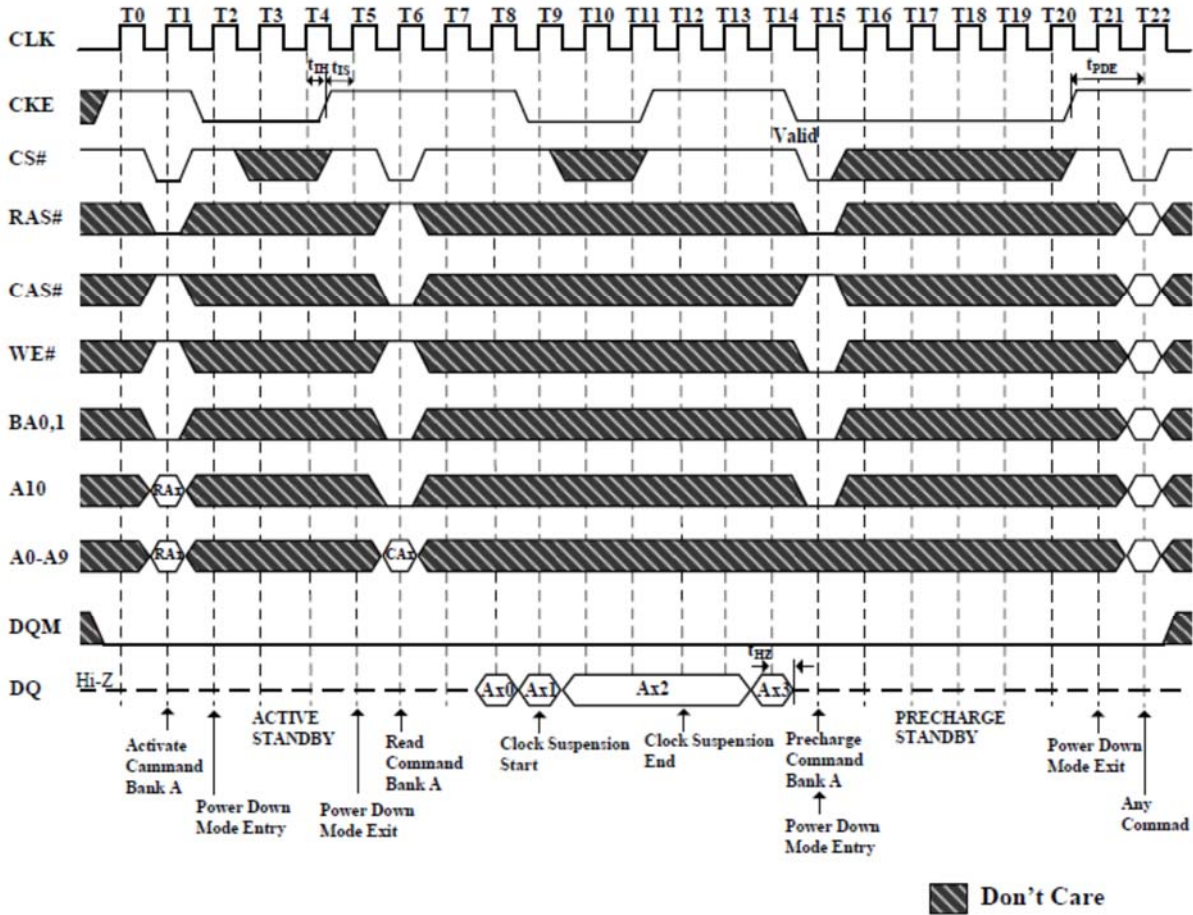 T0 T1 T2 T3 T4 T5 T6 T7 T8 T9 T10 T11 T12 T13 T14 T15 T16 T17 T18 T19 T20 T21 T22
CLK
tIH tIS
tPDE
CKE
Valid
CS#
RAS#
CAS#
WE#
BA0,1
A10
RAx
A0-A9
RAx
CAx
DQM
tHZ
DQ
Hi-Z
Ax0
Ax1
Ax2
Ax3
Activate
Cammand
Bank A
Power Down
Mode Entry
ACTIVE
STANDBY
Power Down
Mode Exit
Read
Command
Bank A
Clock Suspension
Start
Clock Suspension
End
Precharge
Command
Bank A
Power Down
Mode Entry
PRECHARGE
STANDBY
Power Down
Mode Exit
Any
Commad
Don't Care